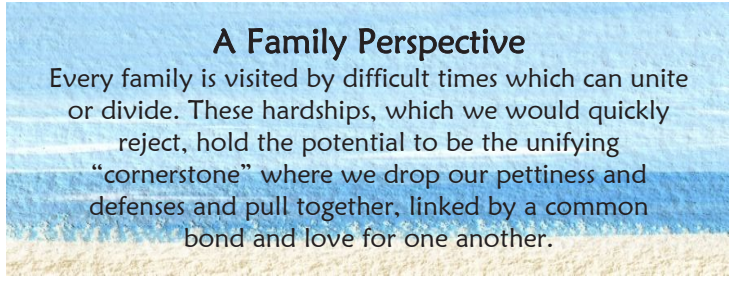 A Family Perspective
Every family is visited by difficult times which can unite
or divide. These hardships, which we would quickly
reject, hold the potential to be the unifying
“cornerstone” where we drop our pettiness and
defenses and pull together, linked by a common
bond and love for one another.